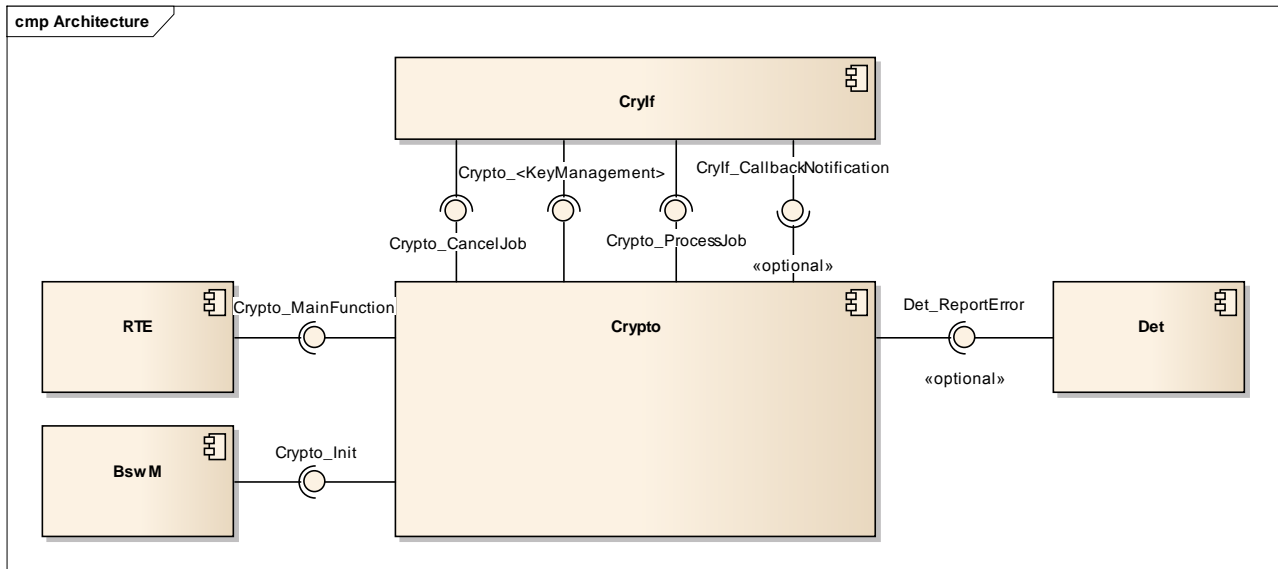 cmp Architecture
CryIf
Crypto_<KeyManagement>
CryIf_CallbackNotification
Crypto_CancelJob
Crypto_ProcessJob
«optional»
RTE
Crypto_MainFunction
Crypto
Det_ReportError
Det
«optional»
BswM
Crypto_Init